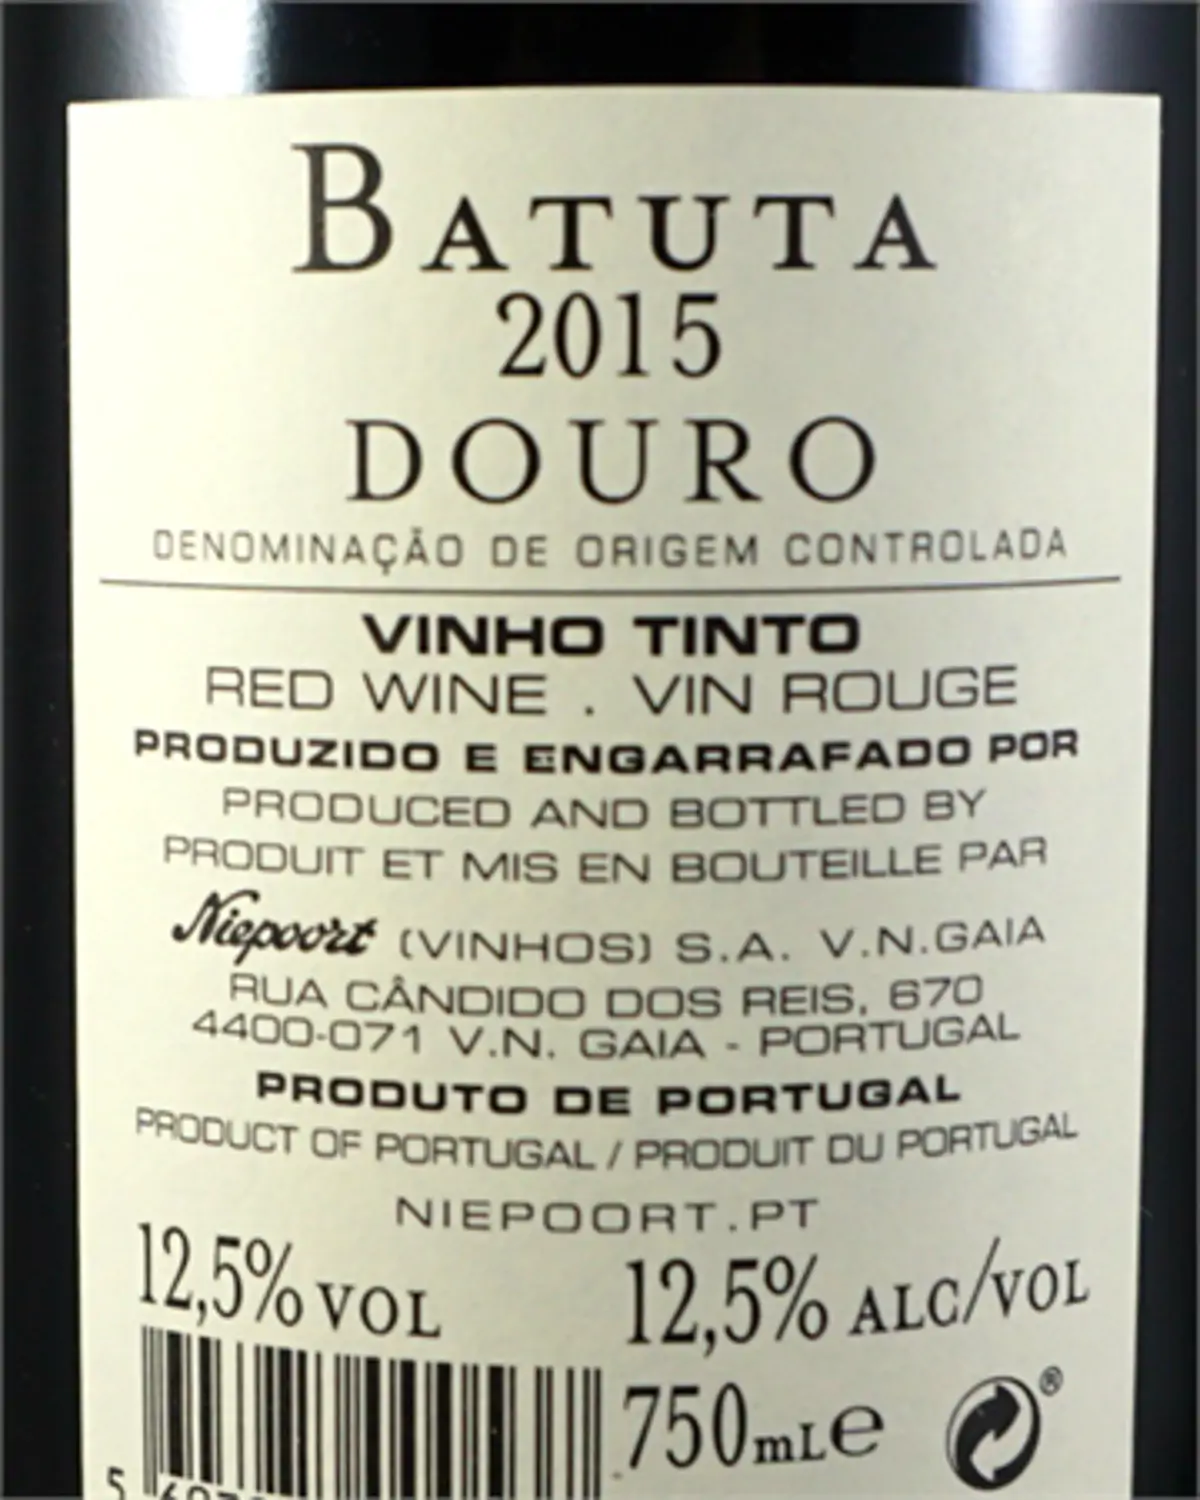 BATUTA
2015
DOURO
DENOMINAÇÃO DE ORIGEM CONTROLADA
VINHO TINTO
RED WINE . VIN ROUGE
PRODUZIDO E ENGARRAFADO POR
PRODUCED AND BOTTLED BY
PRODUIT ET MIS EN BOUTEILLE PAR
Niepoort (VINHOS) S.A. V.N.GAIA
RUA CÂNDIDO DOS REIS, 670
4400-071 V.N. GAIA - PORTUGAL
PRODUTO DE PORTUGAL
PRODUCT OF PORTUGAL / PRODUIT DU PORTUGAL
NIEPOORT.PT
12,5% VOL 12,5% ALC/VOL
750mLe ®
5